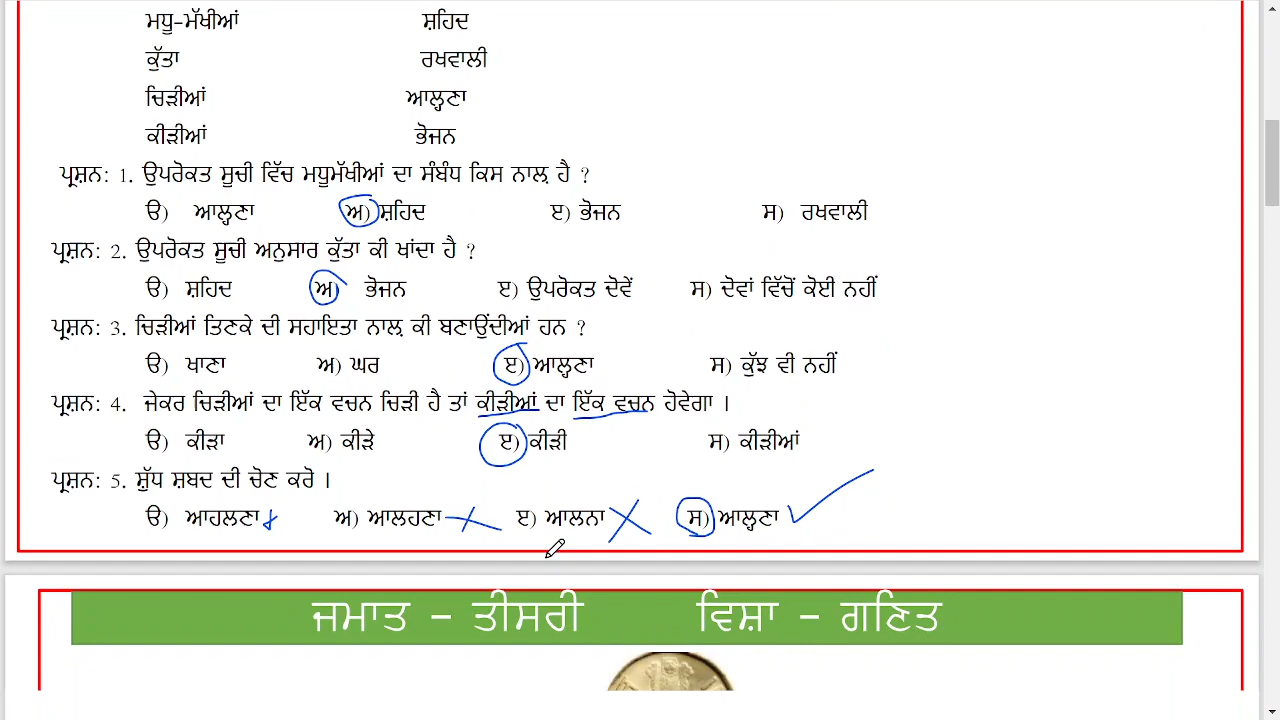 ਮਧੂ-ਮੱਖੀਆਂ ਸ਼ਹਿਦ
ਕੁੱਤਾ ਰਖਵਾਲੀ
ਚਿੜੀਆਂ ਆਲ੍ਹਣਾ
ਕੀੜੀਆਂ ਭੋਜਨ
ਪ੍ਰਸ਼ਨ: 1. ਉਪਰੋਕਤ ਸੂਚੀ ਵਿੱਚ ਮਧੂਮੱਖੀਆਂ ਦਾ ਸੰਬੰਧ ਕਿਸ ਨਾਲ਼ ਹੈ ?
ੳ) ਆਲ੍ਹਣਾ ਅ) ਸ਼ਹਿਦ ੲ) ਭੋਜਨ ਸ) ਰਖਵਾਲੀ
ਪ੍ਰਸ਼ਨ: 2. ਉਪਰੋਕਤ ਸੂਚੀ ਅਨੁਸਾਰ ਕੁੱਤਾ ਕੀ ਖਾਂਦਾ ਹੈ ?
ੳ) ਸ਼ਹਿਦ ਅ) ਭੋਜਨ ੲ) ਉਪਰੋਕਤ ਦੋਵੇਂ ਸ) ਦੋਵਾਂ ਵਿੱਚੋਂ ਕੋਈ ਨਹੀਂ
ਪ੍ਰਸ਼ਨ: 3. ਚਿੜੀਆਂ ਤਿਣਕੇ ਦੀ ਸਹਾਇਤਾ ਨਾਲ਼ ਕੀ ਬਣਾਉਂਦੀਆਂ ਹਨ ?
ੳ) ਖਾਣਾ ਅ) ਘਰ ੲ) ਆਲ੍ਹਣਾ ਸ) ਕੁੱਝ ਵੀ ਨਹੀਂ
ਪ੍ਰਸ਼ਨ: 4. ਜੇਕਰ ਚਿੜੀਆਂ ਦਾ ਇੱਕ ਵਚਨ ਚਿੜੀ ਹੈ ਤਾਂ ਕੀੜੀਆਂ ਦਾ ਇੱਕ ਵਚਨ ਹੋਵੇਗਾ ।
ੳ) ਕੀੜਾ ਅ) ਕੀੜੇ ੲ) ਕੀੜੀ ਸ) ਕੀੜੀਆਂ
ਪ੍ਰਸ਼ਨ: 5. ਸ਼ੁੱਧ ਸ਼ਬਦ ਦੀ ਚੋਣ ਕਰੋ ।
ੳ) ਆਹਲਣਾ ਅ) ਆਲਹਣਾ ੲ) ਆਲਨਾ ਸ) ਆਲ੍ਹਣਾ
ਜਮਾਤ – ਤੀਸਰੀ ਵਿਸ਼ਾ – ਗਣਿਤ